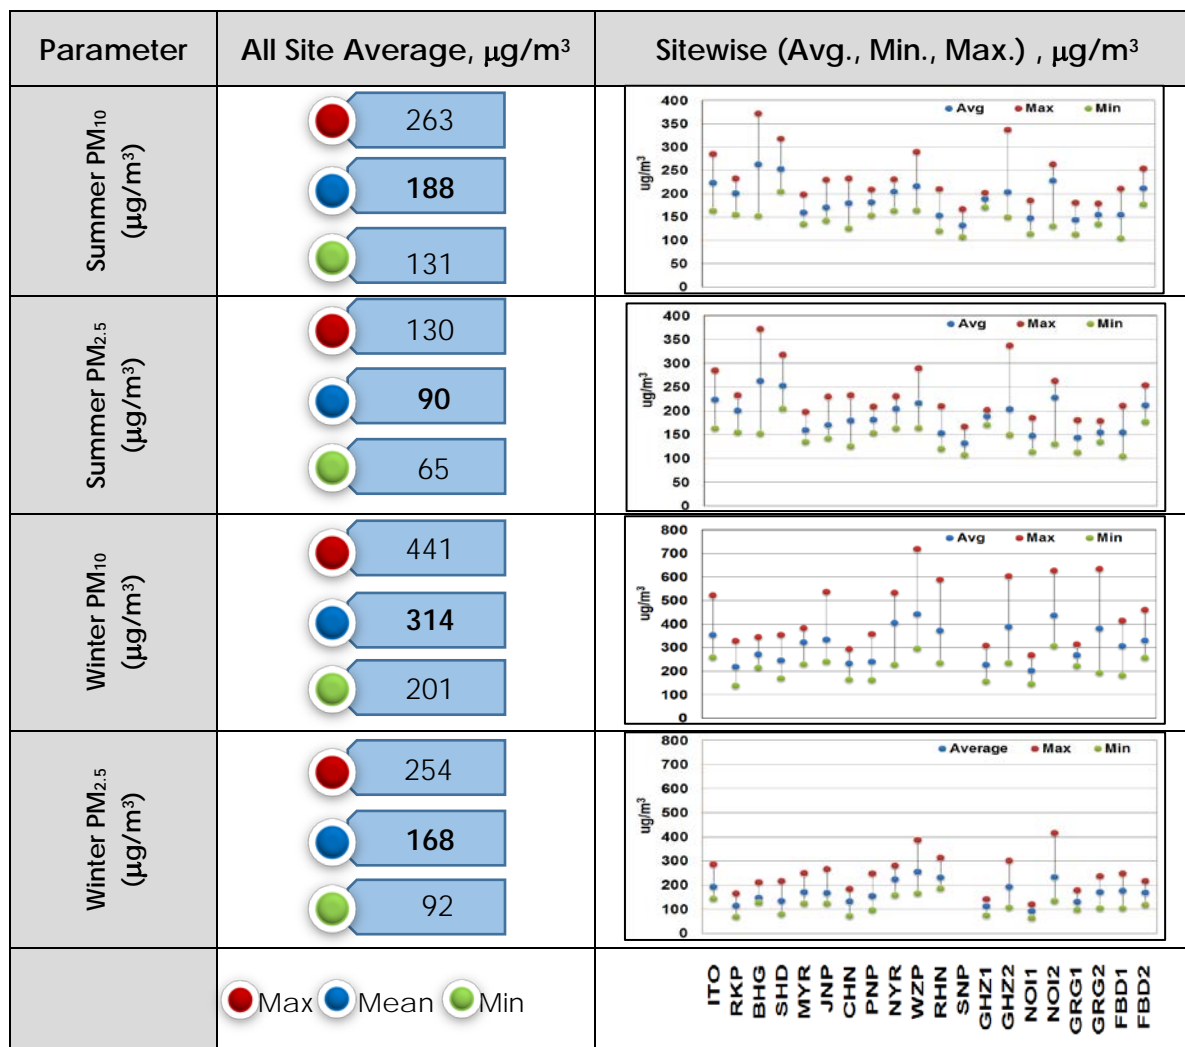 Parameter
All Site Average, µg/m³
Sitewise (Avg., Min., Max.) , µg/m³
Summer PM₁₀
(µg/m³)
263
188
131
400
350
300
250
200
150
100
50
0
ug/m³
Avg
Max
Min
Summer PM₂.₅
(µg/m³)
130
90
65
400
350
300
250
200
150
100
50
0
ug/m³
Avg
Max
Min
Winter PM₁₀
(µg/m³)
441
314
201
800
700
600
500
400
300
200
100
0
ug/m³
Avg
Max
Min
Winter PM₂.₅
(µg/m³)
254
168
92
800
700
600
500
400
300
200
100
0
ug/m³
Average
Max
Min
Max
Mean
Min
ITO
RKP
BHG
SHD
MYR
JNP
CHN
PNP
NYR
WZP
RHN
SNP
GHZ1
GHZ2
NOI1
NOI2
GRG1
GRG2
FBD1
FBD2